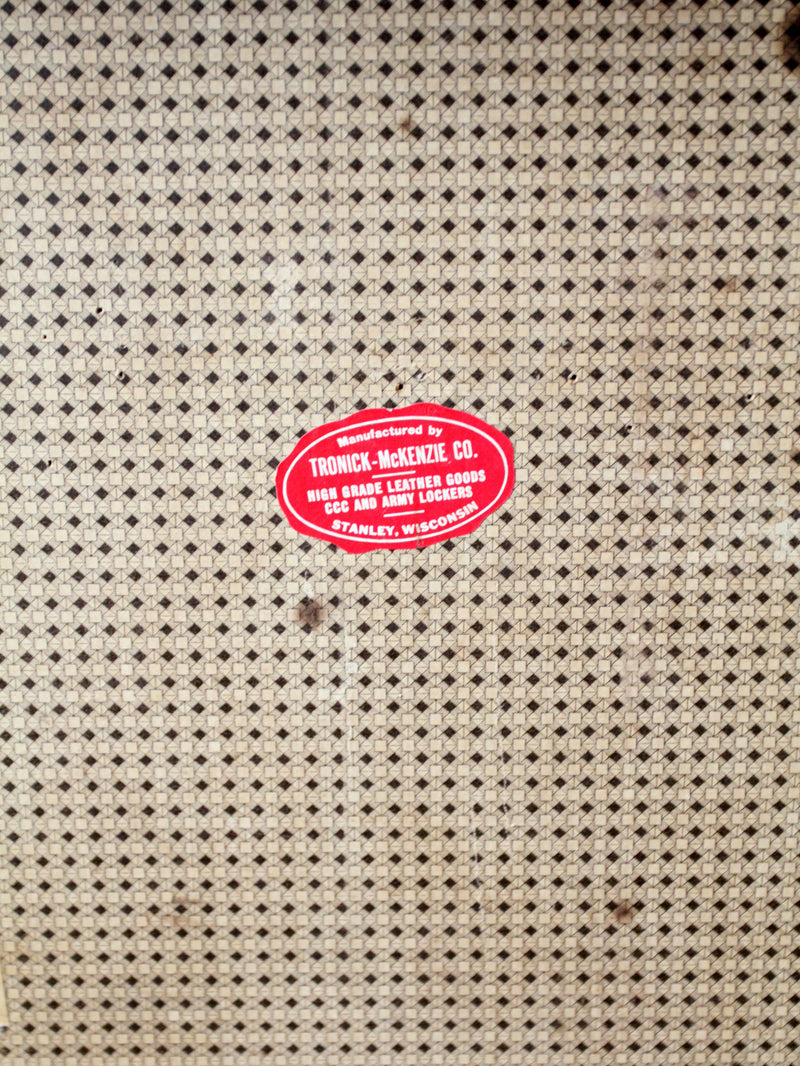 Manufactured by
TRONICK-McKENZIE CO.
HIGH GRADE LEATHER GOODS
CCC AND ARMY LOCKERS
STANLEY, WISCONSIN